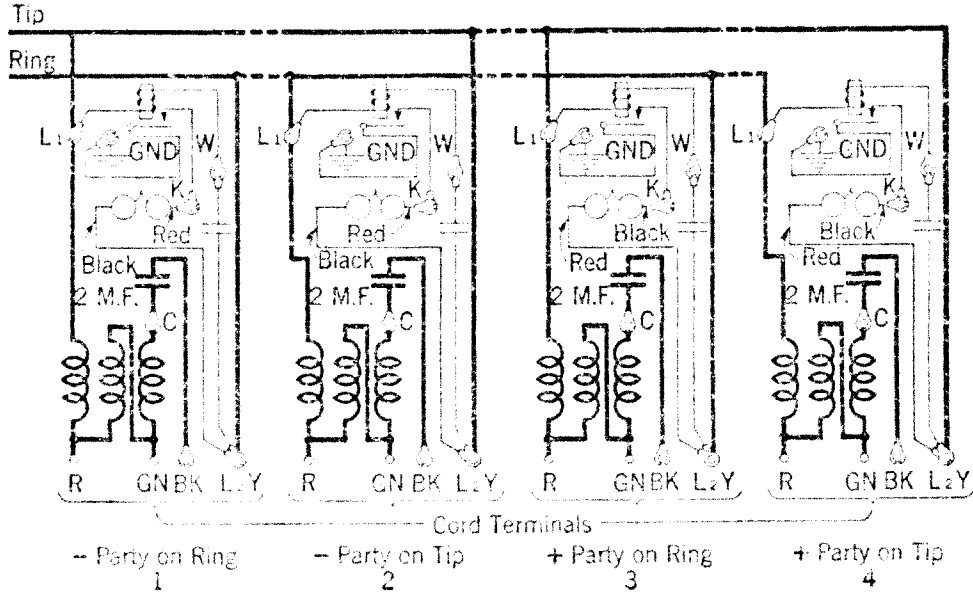 Tip
Ring
L1 GND W L1 GND W L1 GND W L1 GND W
K K K K
Red Red Black Black
Black Black Red Red
2 M.F. 2 M.F. 2 M.F. 2 M.F.
C C C C
R GN BK L2 Y R GN BK L2 Y R GN BK L2 Y R GN BK L2 Y
Cord Terminals
– Party on Ring – Party on Tip + Party on Ring + Party on Tip
1 2 3 4